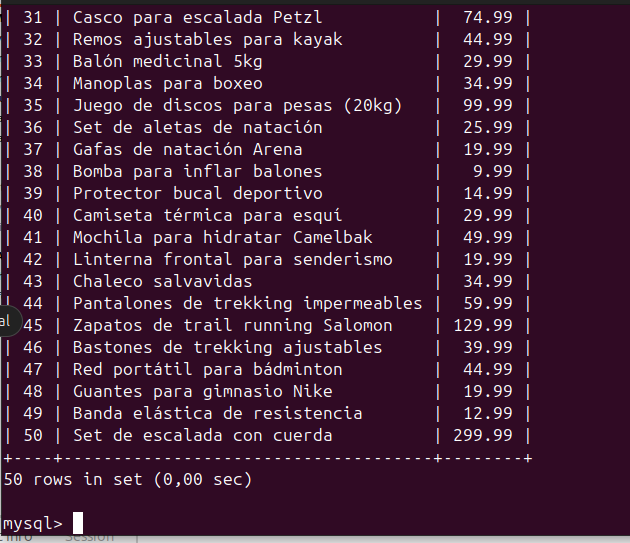 | 31 | Casco para escalada Petzl | 74.99 |
| 32 | Remos ajustables para kayak | 44.99 |
| 33 | Balón medicinal 5kg | 29.99 |
| 34 | Manoplas para boxeo | 34.99 |
| 35 | Juego de discos para pesas (20kg) | 99.99 |
| 36 | Set de aletas de natación | 25.99 |
| 37 | Gafas de natación Arena | 19.99 |
| 38 | Bomba para inflar balones | 9.99 |
| 39 | Protector bucal deportivo | 14.99 |
| 40 | Camiseta térmica para esquí | 29.99 |
| 41 | Mochila para hidratar Camelbak | 49.99 |
| 42 | Linterna frontal para senderismo | 19.99 |
| 43 | Chaleco salvavidas | 34.99 |
| 44 | Pantalones de trekking impermeables | 59.99 |
al 45 | Zapatos de trail running Salomon | 129.99 |
| 46 | Bastones de trekking ajustables | 39.99 |
| 47 | Red portátil para bádminton | 44.99 |
| 48 | Guantes para gimnasio Nike | 19.99 |
| 49 | Banda elástica de resistencia | 12.99 |
| 50 | Set de escalada con cuerda | 299.99 |
+----+-------------------------------------+--------+
50 rows in set (0,00 sec)
mysql>
Session